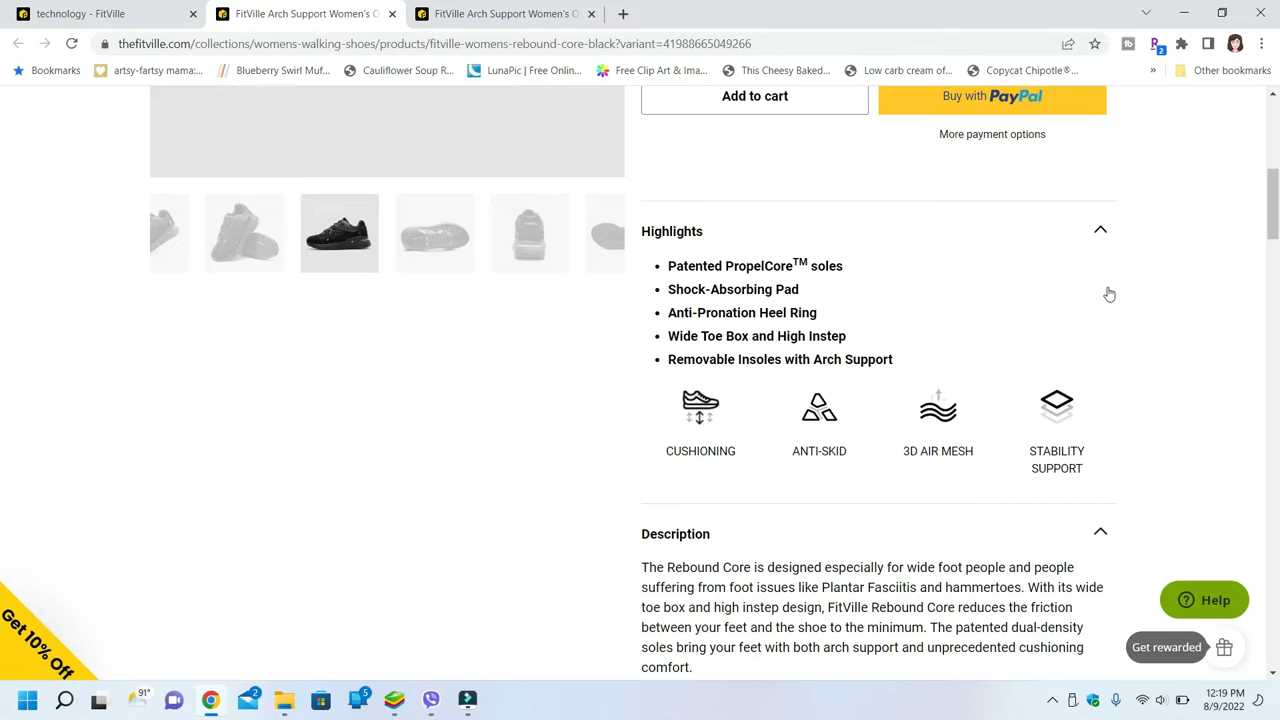 technology - FitVille
FitVille Arch Support Women's O
FitVille Arch Support Women's O
thefitville.com/collections/womens-walking-shoes/products/fitville-womens-rebound-core-black?variant=41988665049266
2
Bookmarks
artsy-fartsy mama:...
Blueberry Swirl Muf...
Cauliflower Soup R...
LunaPic | Free Onlin...
Free Clip Art & Ima...
This Cheesy Baked...
Low carb cream of...
Copycat Chipotle®...
»
Other bookmarks
Add to cart
Buy with PayPal
More payment options
Highlights
• Patented PropelCore™ soles
• Shock-Absorbing Pad
• Anti-Pronation Heel Ring
• Wide Toe Box and High Instep
• Removable Insoles with Arch Support
CUSHIONING
ANTI-SKID
3D AIR MESH
STABILITY
SUPPORT
Description
The Rebound Core is designed especially for wide foot people and people
suffering from foot issues like Plantar Fasciitis and hammertoes. With its wide
toe box and high instep design, FitVille Rebound Core reduces the friction
between your feet and the shoe to the minimum. The patented dual-density
soles bring your feet with both arch support and unprecedented cushioning
comfort.
Get 10% Off
Help
Get rewarded
91°
2
5
12:19 PM
8/9/2022